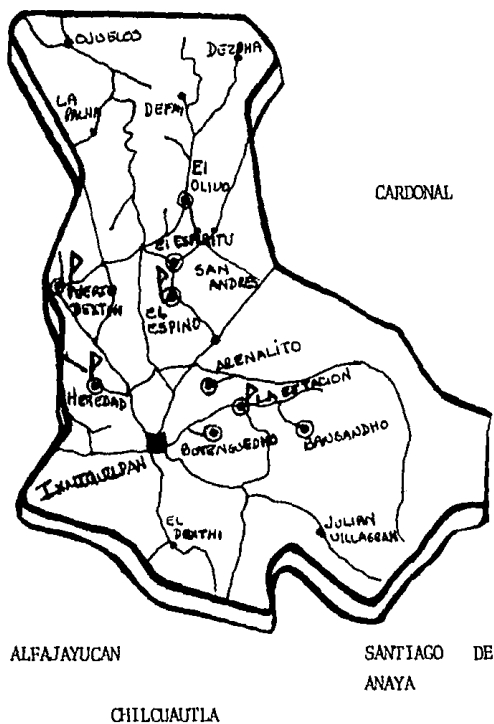 OJUELOS
DEZDHA
LA
PALMA
DEFAY
El
OLIVO
CARDONAL
El ESPIRITU
SAN
ANDRES
PUERTO
DEXTHI
EL
ESPINO
ARENALITO
LA ESTACION
HEREDAD
BOTENGUEDHO
BANGANDHO
IXMIQUILPAN
EL
DEXTHI
JULIAN
VILLAGRAN
ALFAJAYUCAN
SANTIAGO DE
ANAYA
CHILCUAUTLA